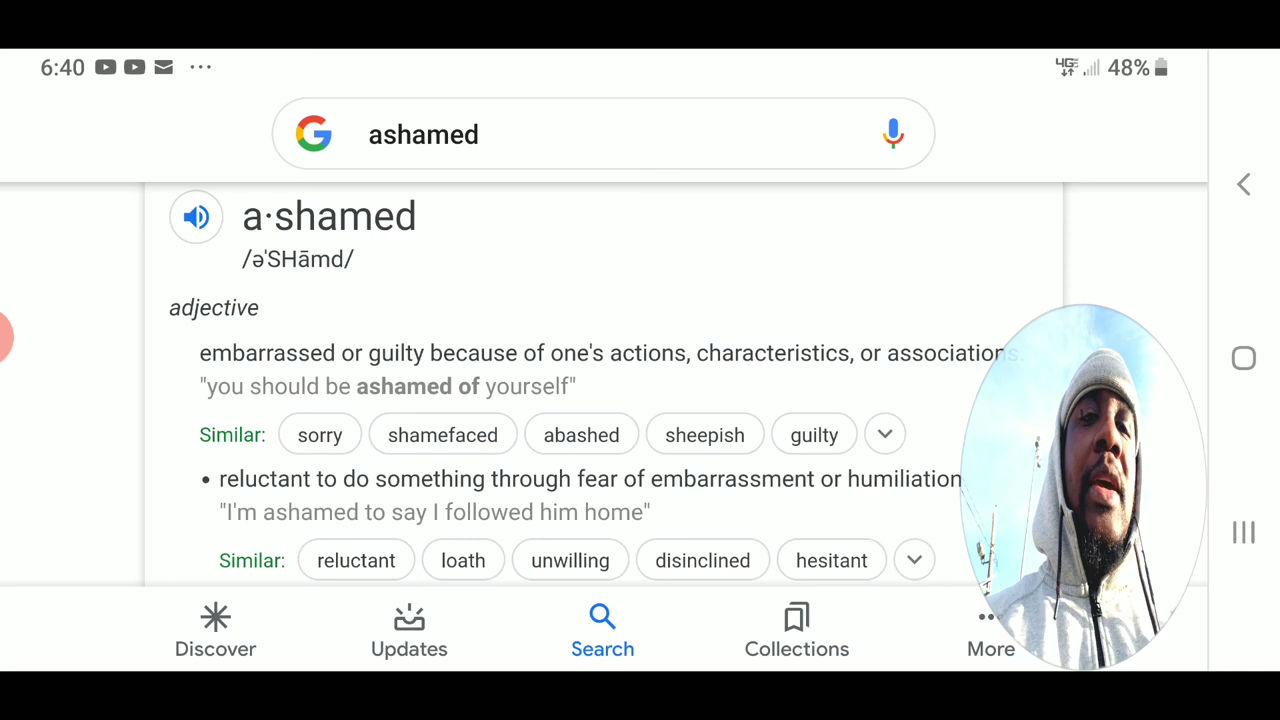 6:40 ... 4G 48%
ashamed
a·shamed
/əˈSHāmd/
adjective
embarrassed or guilty because of one's actions, characteristics, or associations.
"you should be ashamed of yourself"
Similar: sorry shamefaced abashed sheepish guilty
• reluctant to do something through fear of embarrassment or humiliation
"I'm ashamed to say I followed him home"
Similar: reluctant loath unwilling disinclined hesitant
Discover Updates Search Collections More